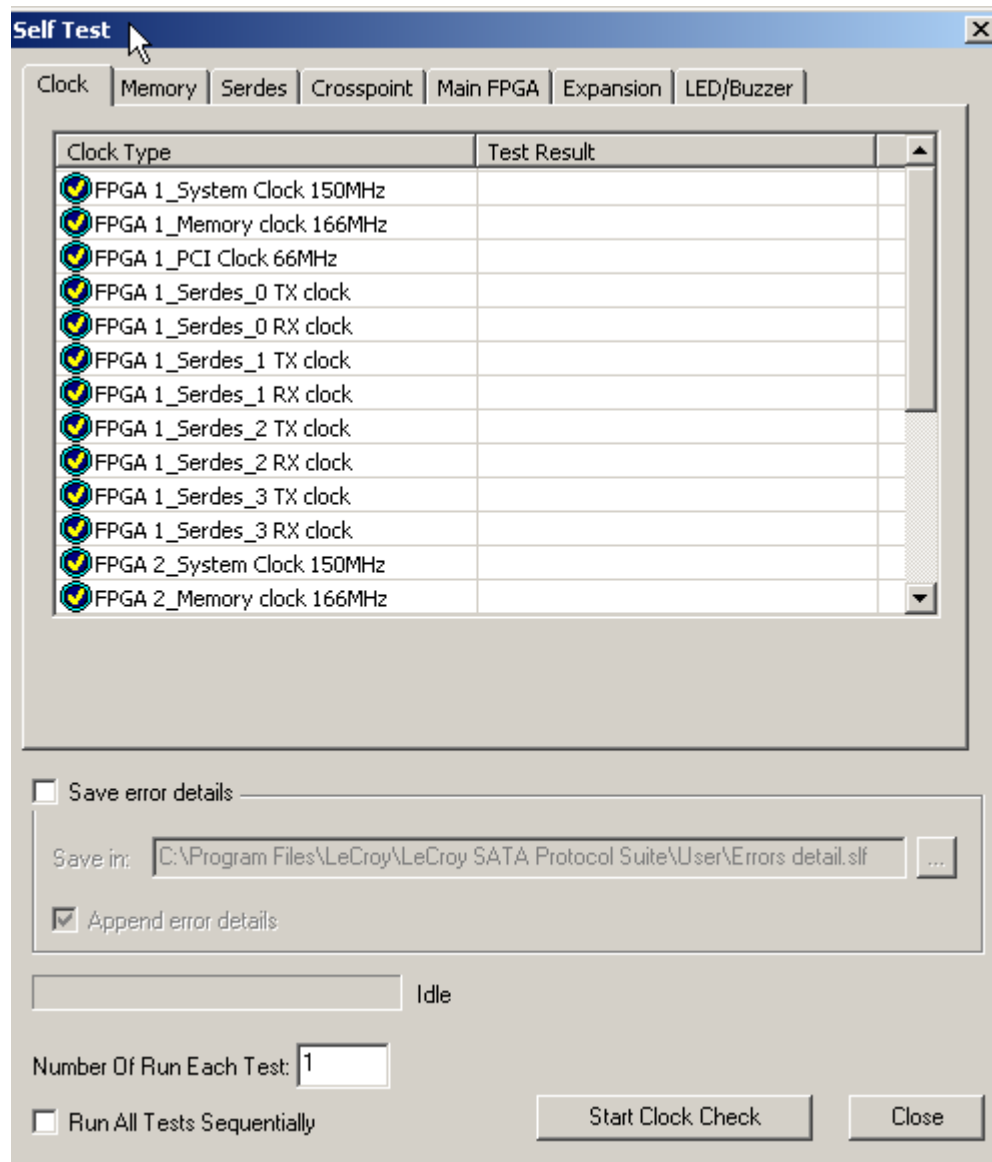 Self Test
Clock Memory Serdes Crosspoint Main FPGA Expansion LED/Buzzer
Clock Type Test Result
FPGA 1_System Clock 150MHz
FPGA 1_Memory clock 166MHz
FPGA 1_PCI Clock 66MHz
FPGA 1_Serdes_0 TX clock
FPGA 1_Serdes_0 RX clock
FPGA 1_Serdes_1 TX clock
FPGA 1_Serdes_1 RX clock
FPGA 1_Serdes_2 TX clock
FPGA 1_Serdes_2 RX clock
FPGA 1_Serdes_3 TX clock
FPGA 1_Serdes_3 RX clock
FPGA 2_System Clock 150MHz
FPGA 2_Memory clock 166MHz
Save error details
Save in: C:\Program Files\LeCroy\LeCroy SATA Protocol Suite\User\Errors detail.slf ...
Append error details
Idle
Number Of Run Each Test: 1
Run All Tests Sequentially Start Clock Check Close